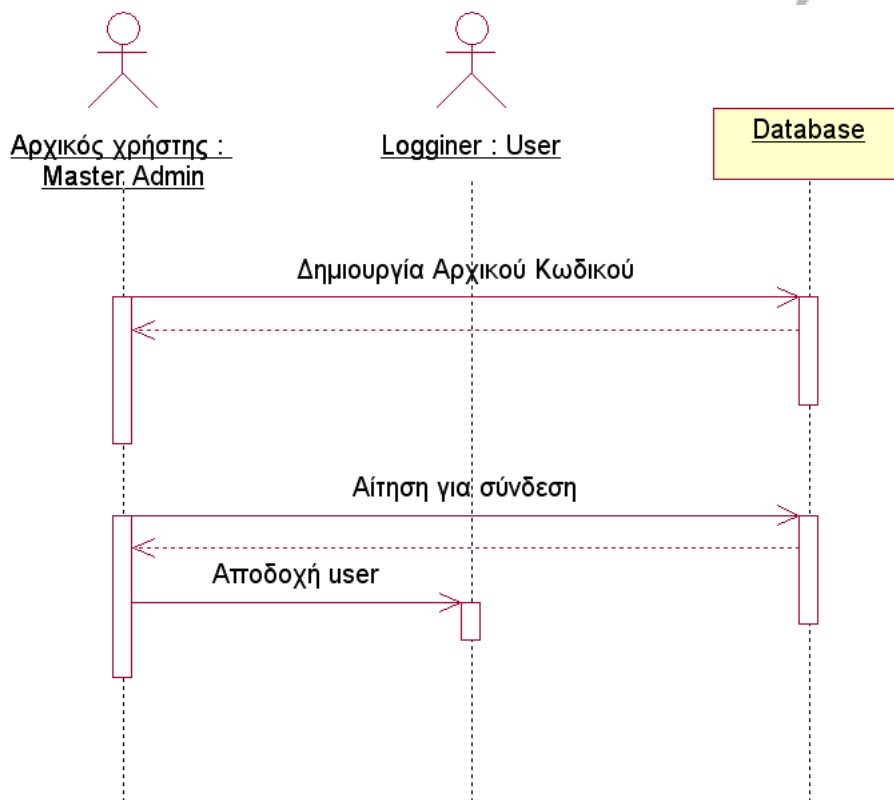 Αρχικός χρήστης :
Master Admin
Logginer : User
Database
Δημιουργία Αρχικού Κωδικού
Αίτηση για σύνδεση
Αποδοχή user